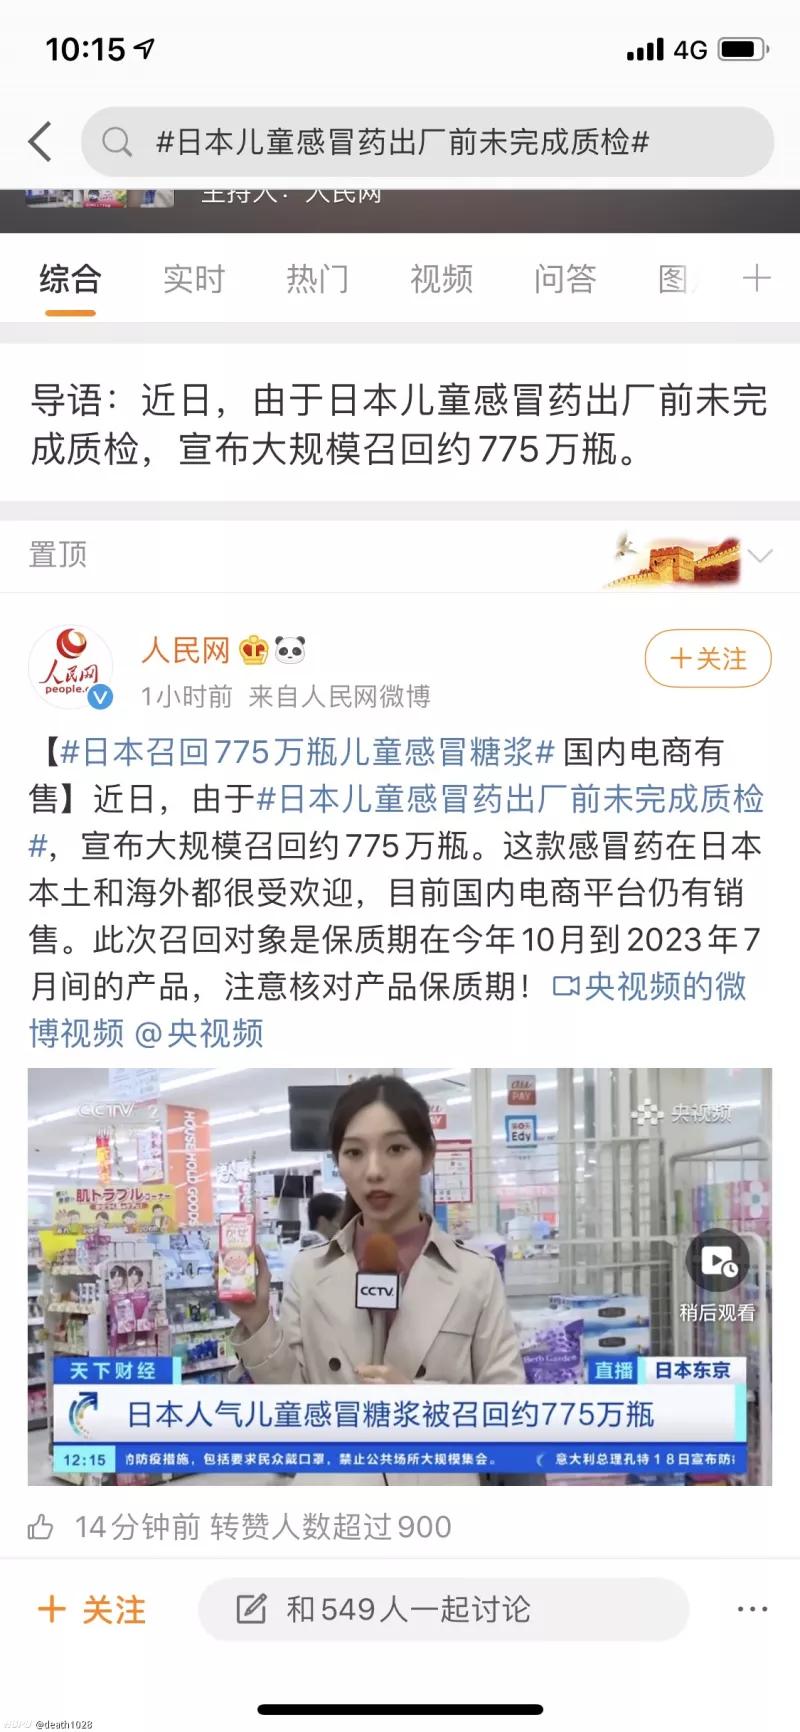 10:15
4G
#日本儿童感冒药出厂前未完成质检#
主持人：人民网
综合 实时 热门 视频 问答 图
导语：近日，由于日本儿童感冒药出厂前未完
成质检，宣布大规模召回约775万瓶。
置顶
人民网
人民网
people.c
+关注
1小时前 来自人民网微博
【#日本召回775万瓶儿童感冒糖浆# 国内电商有
售】近日，由于#日本儿童感冒药出厂前未完成质检
#，宣布大规模召回约775万瓶。这款感冒药在日本
本土和海外都很受欢迎，目前国内电商平台仍有销
售。此次召回对象是保质期在今年10月到2023年7
月间的产品，注意核对产品保质期！央视频的微
博视频 @央视频
CCTV 2
央视频
au
PAY
Edy
HOUSE HOLD GOODS
肌トラブルコーナー
CCTV.
稍后观看
Herb Garden
天下财经
直播 日本东京
日本人气儿童感冒糖浆被召回约775万瓶
12:15 的防疫措施，包括要求民众戴口罩，禁止公共场所大规模集会。 意大利总理孔特18日宣布防
14分钟前 转赞人数超过900
+ 关注
和549人一起讨论
@death1028